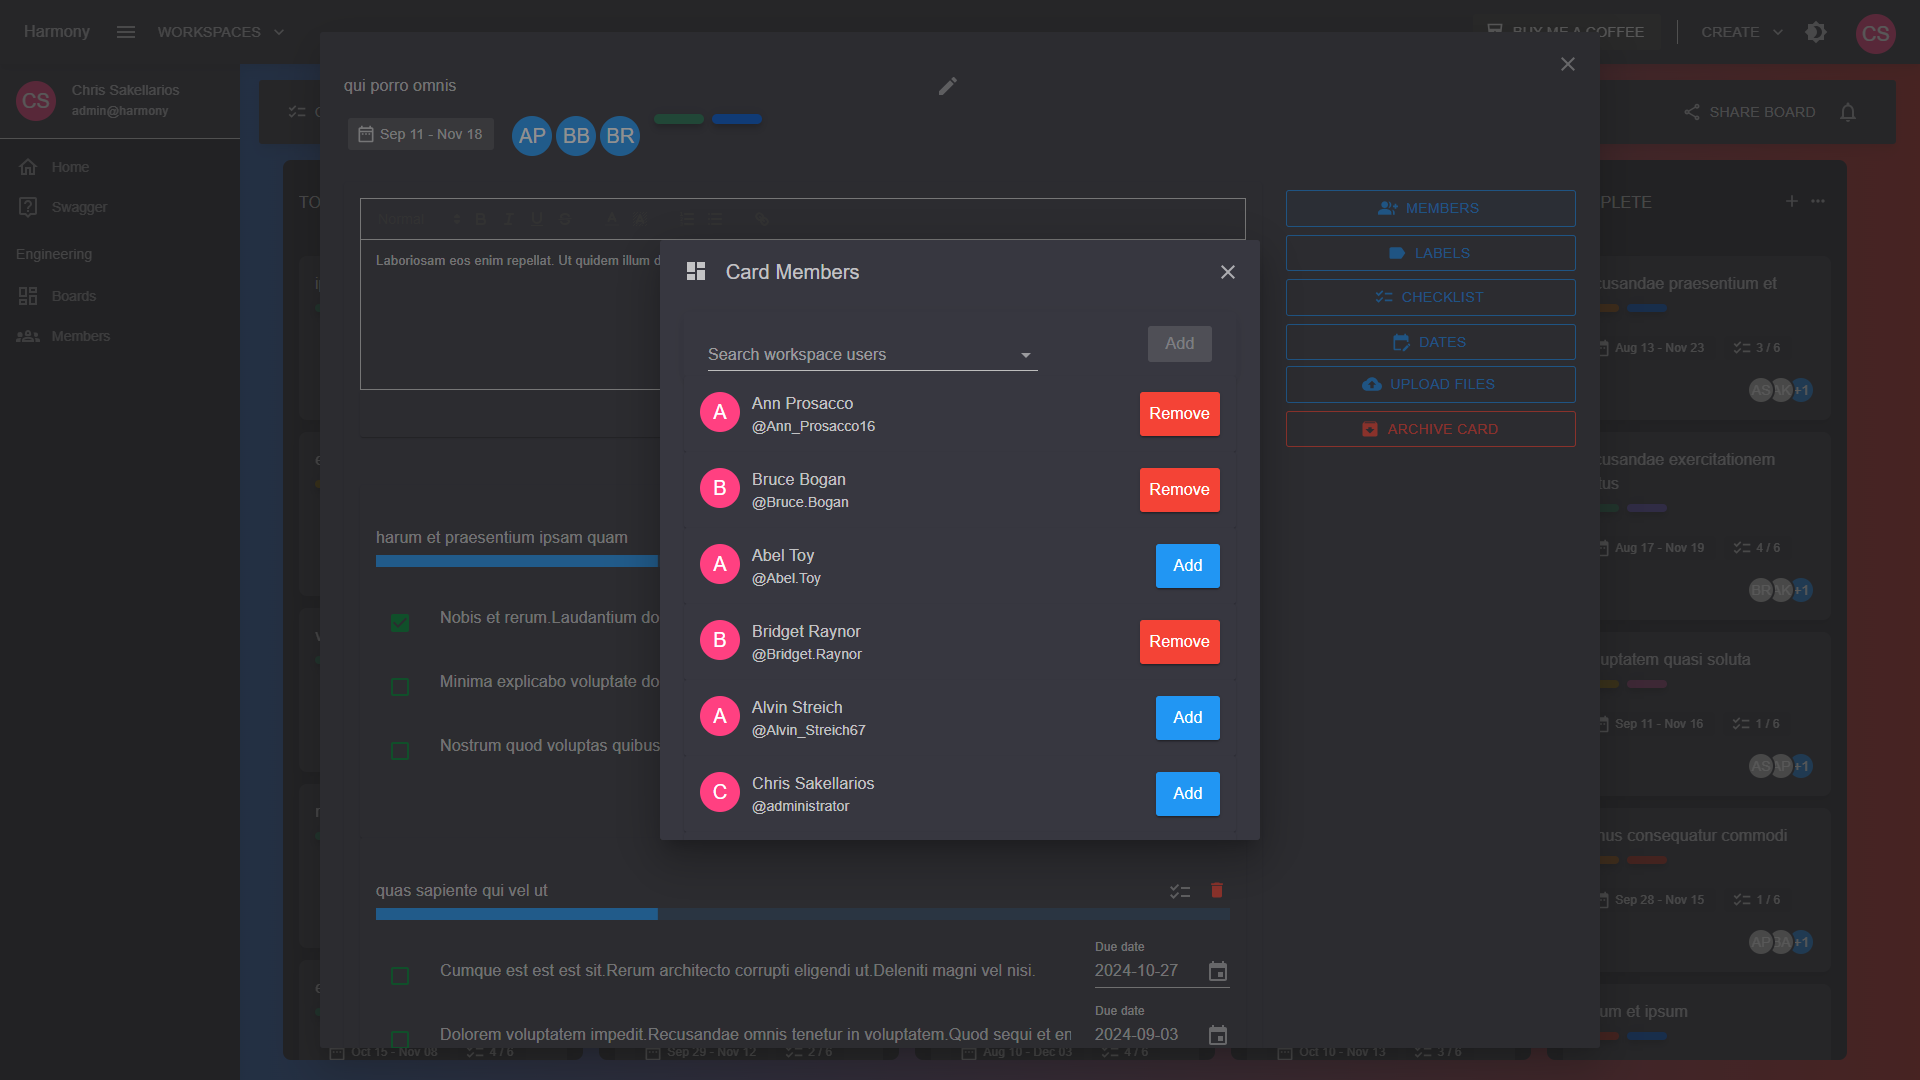 Harmony
WORKSPACES
BUY ME A COFFEE
CREATE
CS
CS
Chris Sakellarios
admin@harmony
Home
Swagger
Engineering
Boards
Members
SHARE BOARD
qui porro omnis
Sep 11 - Nov 18
AP
BB
BR
Normal
Laboriosam eos enim repellat. Ut quidem illum
MEMBERS
LABELS
CHECKLIST
DATES
UPLOAD FILES
ARCHIVE CARD
Card Members
Search workspace users
Add
A
Ann Prosacco
@Ann_Prosacco16
Remove
B
Bruce Bogan
@Bruce.Bogan
Remove
A
Abel Toy
@Abel.Toy
Add
B
Bridget Raynor
@Bridget.Raynor
Remove
A
Alvin Streich
@Alvin_Streich67
Add
C
Chris Sakellarios
@administrator
Add
harum et praesentium ipsam quam
Nobis et rerum.Laudantium do
Minima explicabo voluptate do
Nostrum quod voluptas quibus
quas sapiente qui vel ut
Due date
Cumque est est est sit.Rerum architecto corrupti eligendi ut.Deleniti magni vel nisi.
2024-10-27
Due date
Dolorem voluptatem impedit.Recusandae omnis tenetur in voluptatem.Quod sequi et en
2024-09-03
PLETE
usandae praesentium et
Aug 13 - Nov 23
3 / 6
AS
AK
+1
usandae exercitationem
tus
Aug 17 - Nov 19
4 / 6
BR
AK
+1
uptatem quasi soluta
Sep 11 - Nov 16
1 / 6
AS
AP
+1
nus consequatur commodi
Sep 28 - Nov 15
1 / 6
AP
BA
+1
um et ipsum
Oct 15 - Nov 08
4 / 6
Sep 29 - Nov 12
2 / 6
Aug 10 - Dec 03
4 / 6
Oct 10 - Nov 13
3 / 6